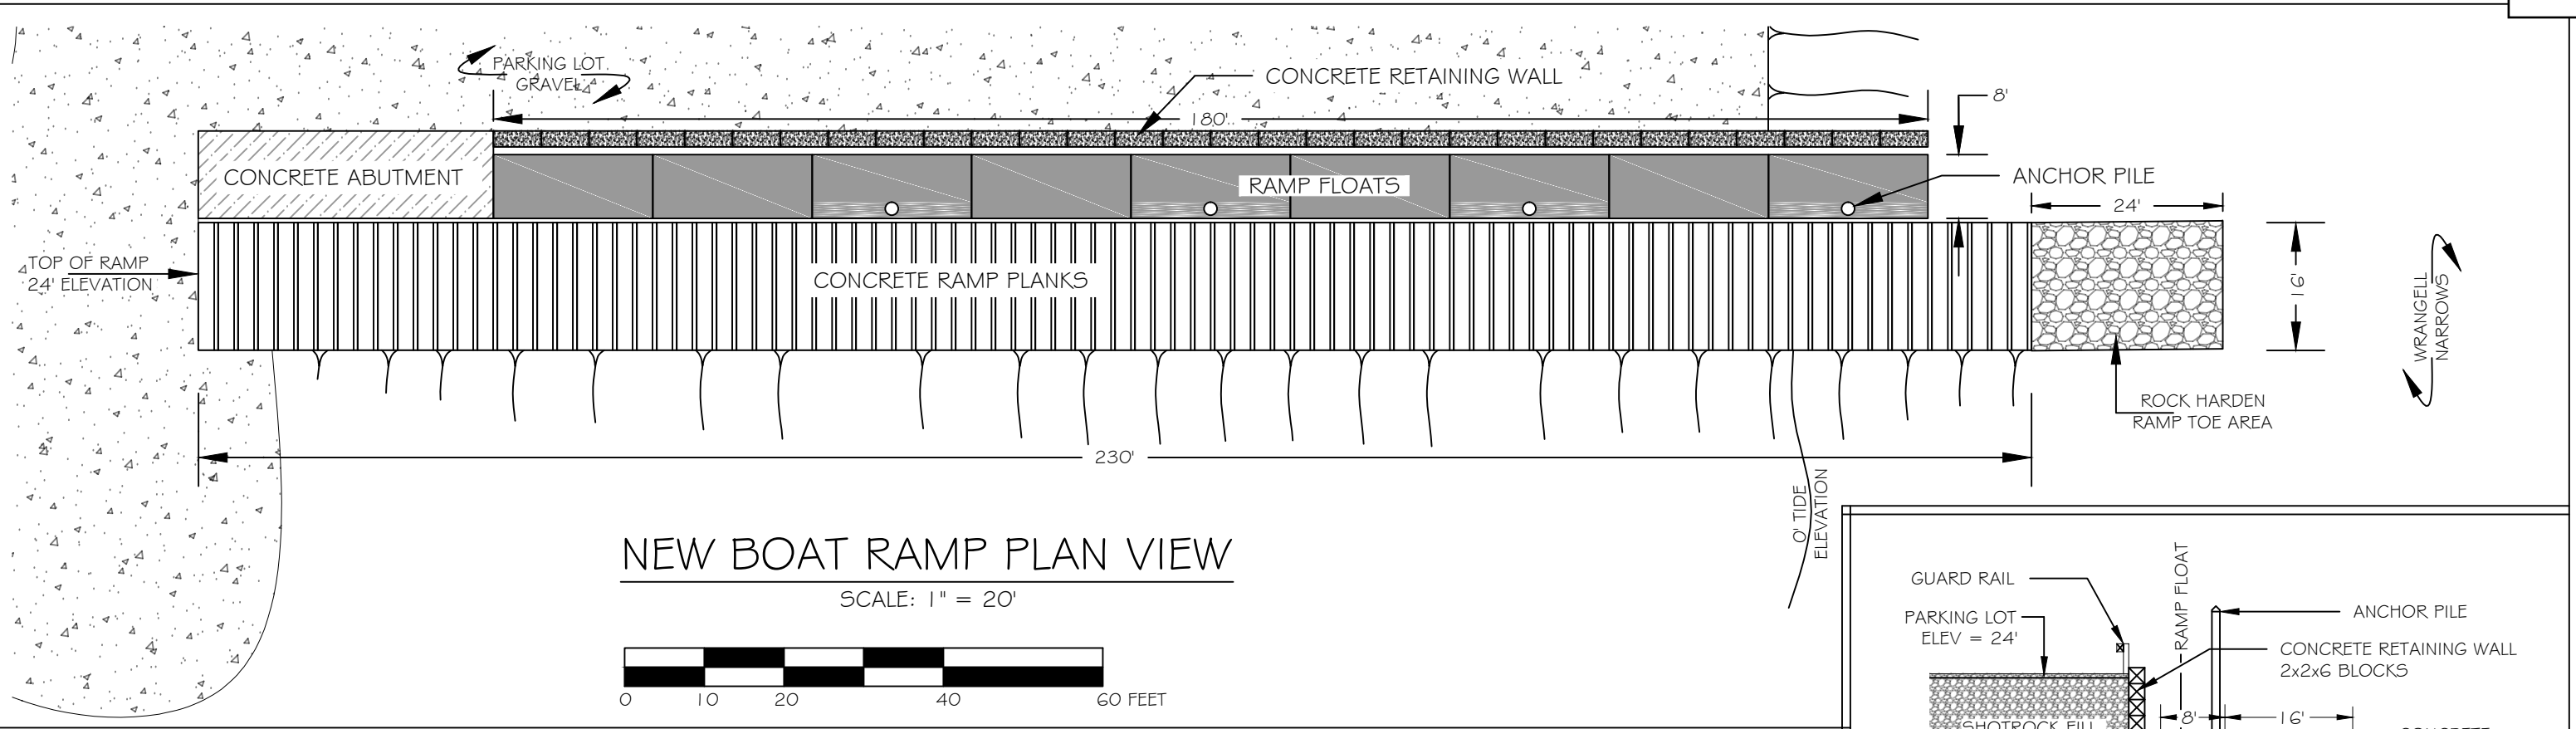 PARKING LOT
GRAVEL
CONCRETE RETAINING WALL
8'
180'
CONCRETE ABUTMENT
RAMP FLOATS
ANCHOR PILE
24'
TOP OF RAMP
24' ELEVATION
CONCRETE RAMP PLANKS
16'
WRANGELL
NARROWS
ROCK HARDEN
RAMP TOE AREA
230'
0' TIDE
ELEVATION
NEW BOAT RAMP PLAN VIEW
SCALE: 1" = 20'
0 10 20 40 60 FEET
GUARD RAIL
PARKING LOT
ELEV = 24'
RAMP FLOAT
ANCHOR PILE
CONCRETE RETAINING WALL
2x2x6 BLOCKS
8'
16'
SHOTROCK FILL
CONCRETE